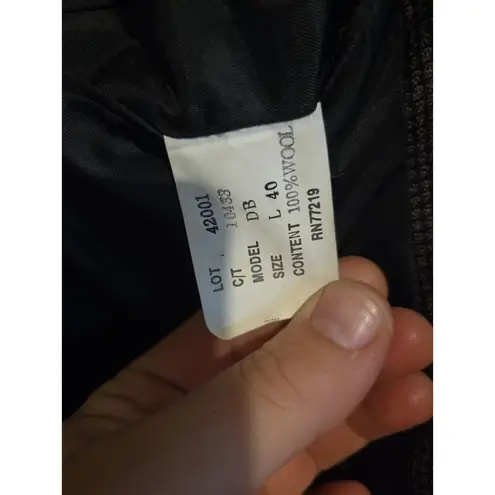 LOT 42001
C/T 10433
MODEL DB
SIZE L 40
CONTENT 100%WOOL
RN77219